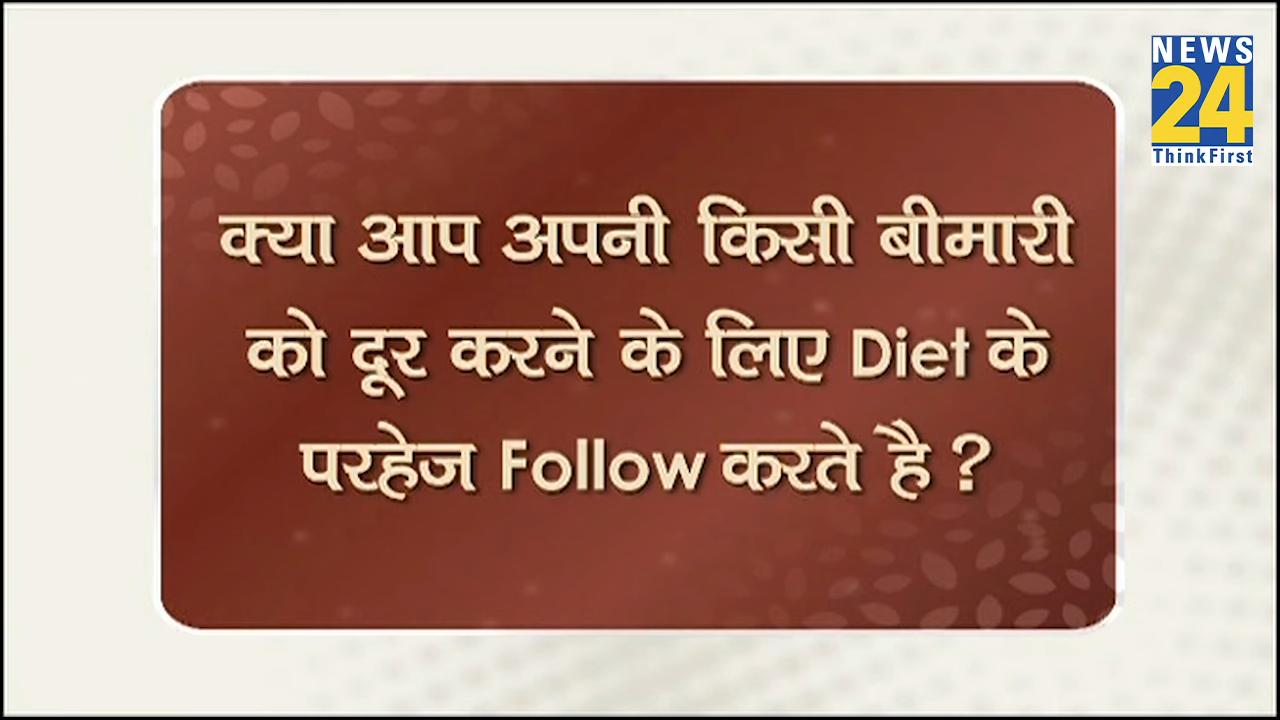 NEWS
24
ThinkFirst
क्या आप अपनी किसी बीमारी
को दूर करने के लिए Diet के
परहेज Follow करते है ?